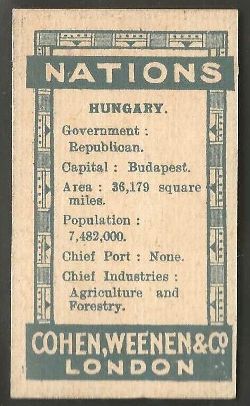 NATIONS
HUNGARY.
Government :
Republican.
Capital : Budapest.
Area : 36,179 square
miles.
Population :
7,482,000.
Chief Port : None.
Chief Industries :
Agriculture and
Forestry.
COHEN, WEENEN & Co
LONDON